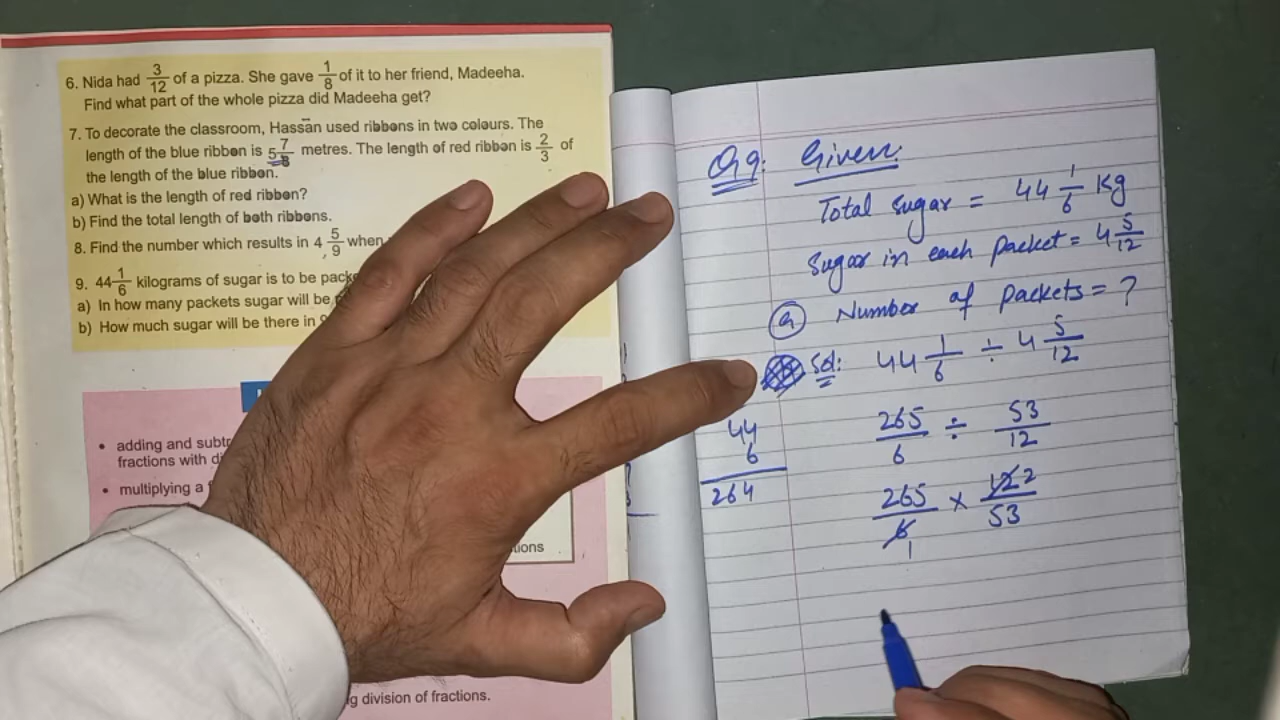 6. Nida had 3/12 of a pizza. She gave 1/8 of it to her friend, Madeeha.
Find what part of the whole pizza did Madeeha get?
7. To decorate the classroom, Hassan used ribbons in two colours. The
length of the blue ribbon is 5 7/8 metres. The length of red ribbon is 2/3 of
the length of the blue ribbon.
a) What is the length of red ribbon?
b) Find the total length of both ribbons.
8. Find the number which results in 4 5/9 when
9. 44 1/6 kilograms of sugar is to be
a) In how many packets sugar will be
b) How much sugar will be there in
• adding and
fractions with
• multiplying a
division of fractions.
Q9: Given:
Total sugar = 44 1/6 Kg
Sugar in each packet = 4 5/12
a Number of packets = ?
Sol: 44 1/6 ÷ 4 5/12
265/6 ÷ 53/12
44
6
264
265/6 × 12/53
2
1